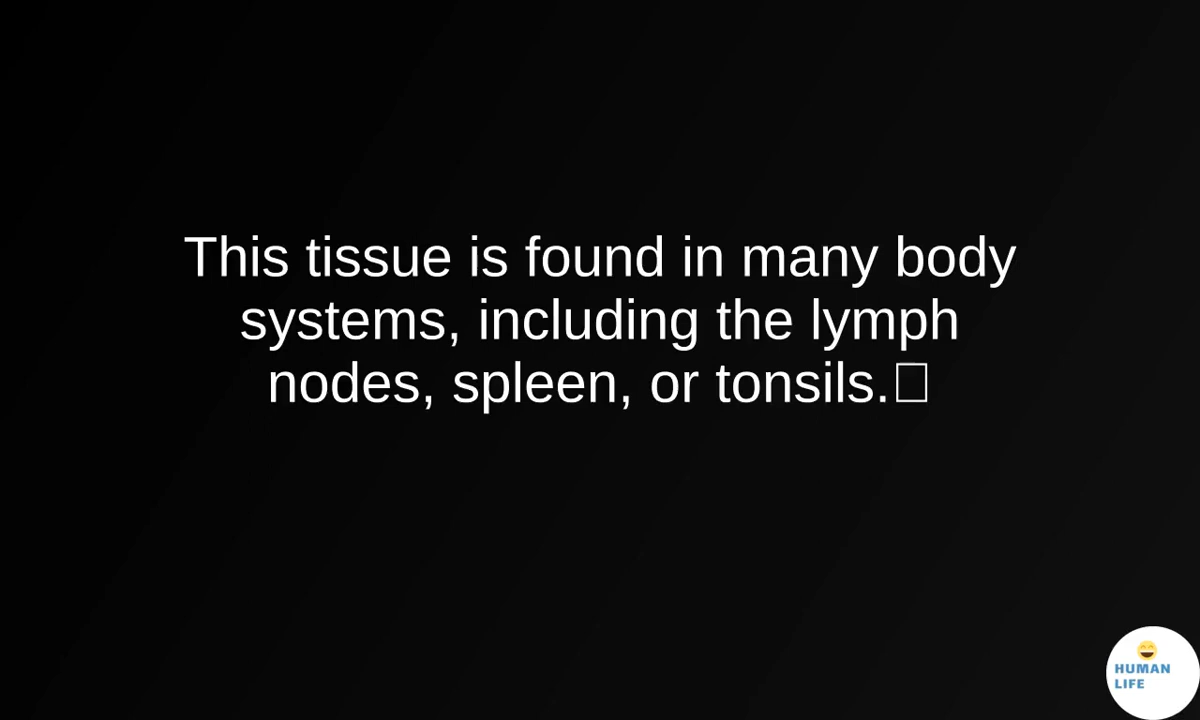 This tissue is found in many body
systems, including the lymph
nodes, spleen, or tonsils.
HUMAN
LIFE